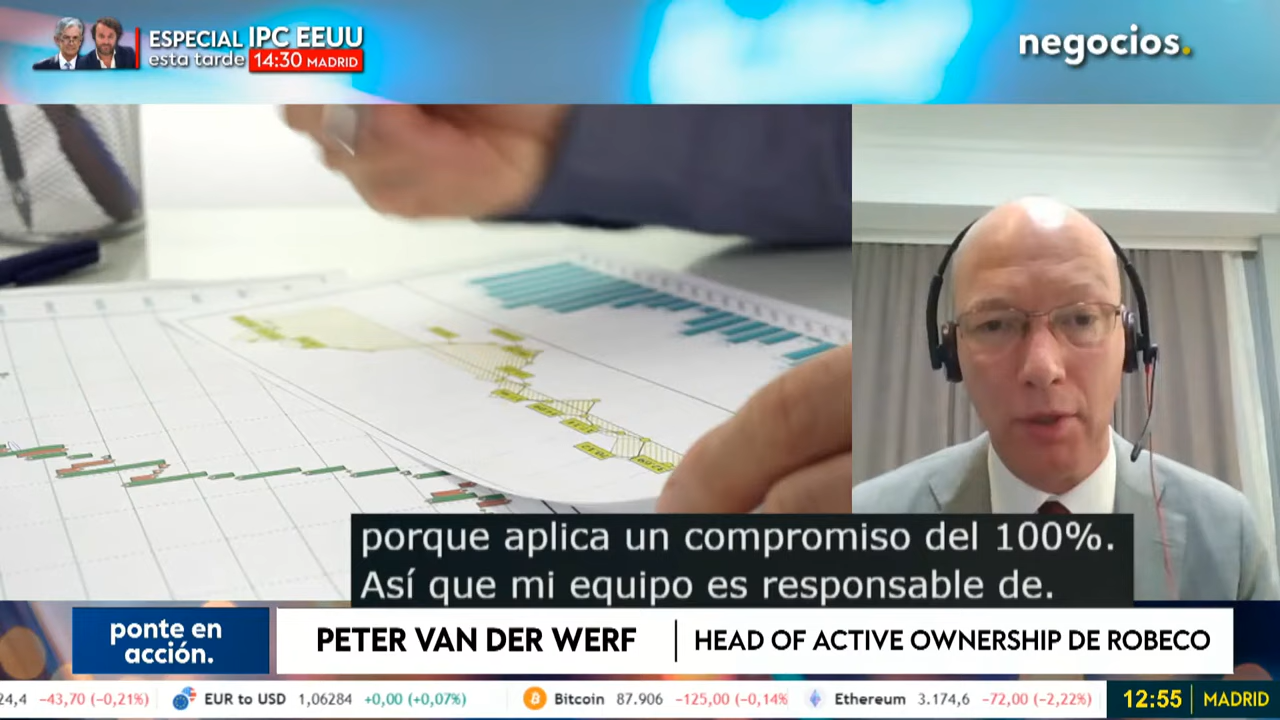 ESPECIAL IPC EEUU
esta tarde 14:30 MADRID
negocios.
porque aplica un compromiso del 100%.
Así que mi equipo es responsable de.
ponte en
acción.
PETER VAN DER WERF
HEAD OF ACTIVE OWNERSHIP DE ROBECO
24,4 -43,70 (-0,21%) EUR to USD 1,06284 +0,00 (+0,07%) Bitcoin 87.906 -125,00 (-0,14% Ethereum 3.174,6 -72,00 (-2,22%) 12:55 MADRID